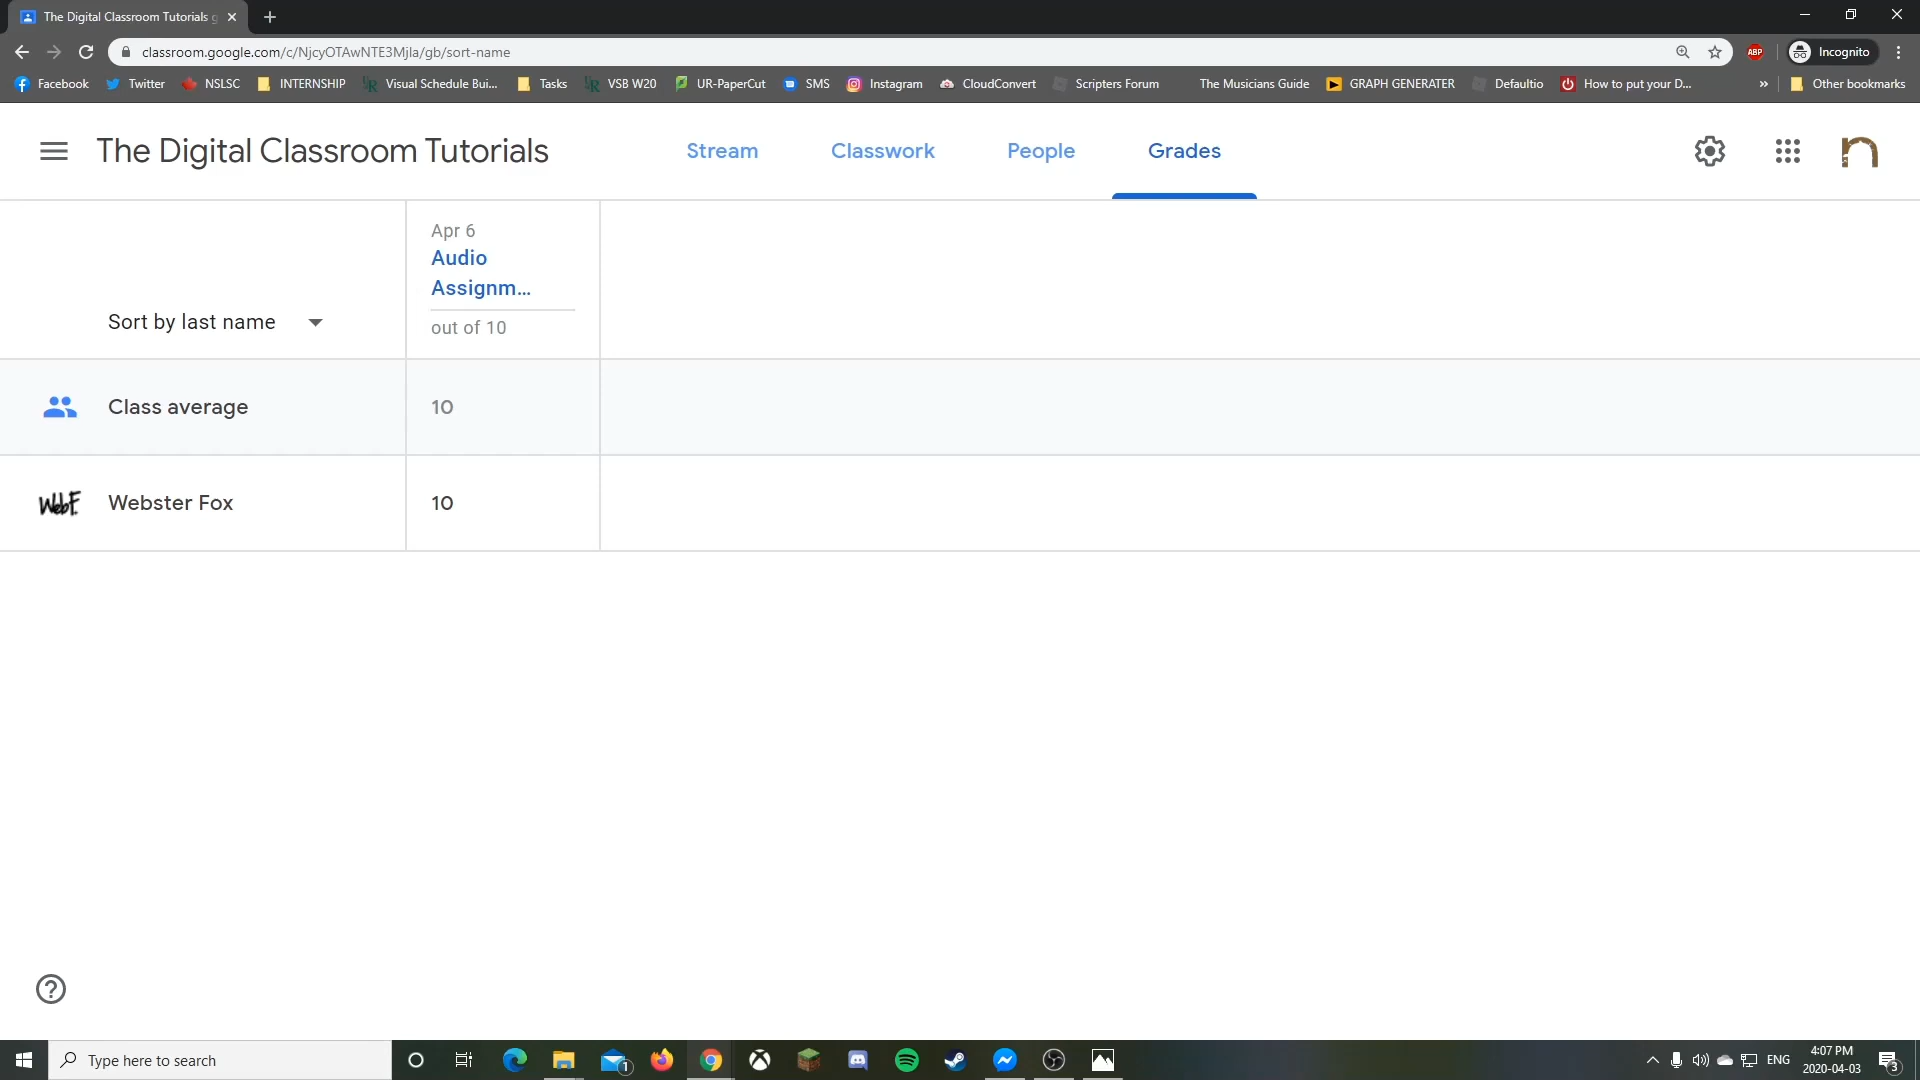 The Digital Classroom Tutorials g
classroom.google.com/c/NjcyOTAwNTE3Mjla/gb/sort-name
ABP
Incognito
Facebook Twitter NSLSC INTERNSHIP Visual Schedule Bui... Tasks VSB W20 UR-PaperCut SMS Instagram CloudConvert Scripters Forum The Musicians Guide GRAPH GENERATER Defaultio How to put your D... » Other bookmarks
The Digital Classroom Tutorials
Stream Classwork People Grades
Apr 6
Audio
Assignm...
Sort by last name
out of 10
Class average 10
WebF. Webster Fox 10
Type here to search
1
ENG
4:07 PM
2020-04-03
3